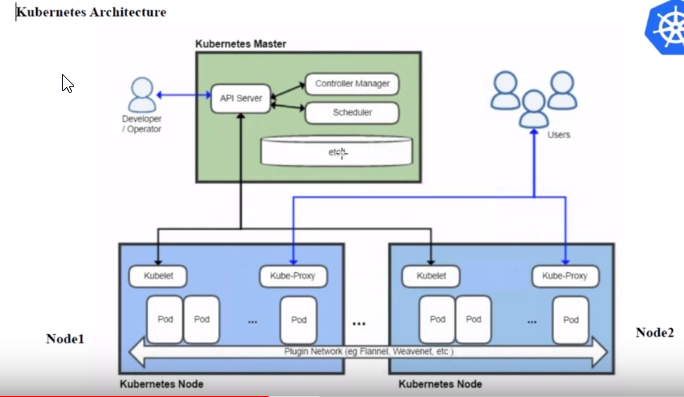 Kubernetes Architecture
Kubernetes Master
API Server
Controller Manager
Scheduler
Developer
/ Operator
Users
Kubelet
Kube-Proxy
Kubelet
Kube-Proxy
Pod
Pod
...
Pod
...
Pod
Pod
...
Pod
Node1
Node2
Plugin Network (eg Flannel, Weavenet, etc )
Kubernetes Node
Kubernetes Node